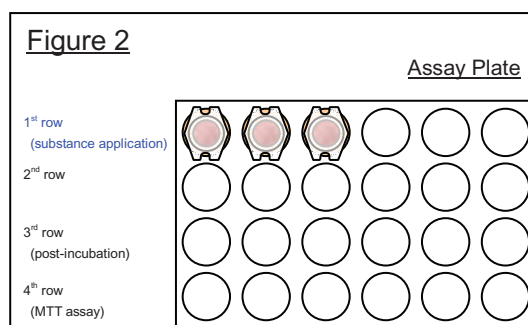 Figure 2
Assay Plate
1st row
(substance application)
2nd row
3rd row
(post-incubation)
4th row
(MTT assay)